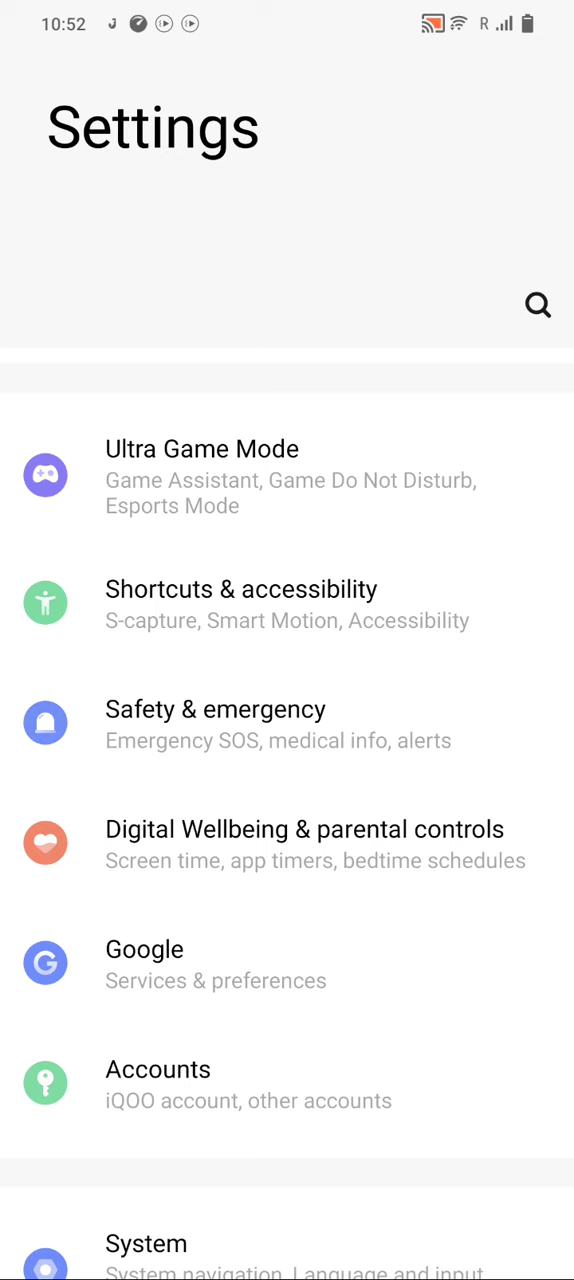 10:52 R
Settings
Ultra Game Mode
Game Assistant, Game Do Not Disturb,
Esports Mode
Shortcuts & accessibility
S-capture, Smart Motion, Accessibility
Safety & emergency
Emergency SOS, medical info, alerts
Digital Wellbeing & parental controls
Screen time, app timers, bedtime schedules
Google
Services & preferences
Accounts
iQOO account, other accounts
System
System navigation, Language and input